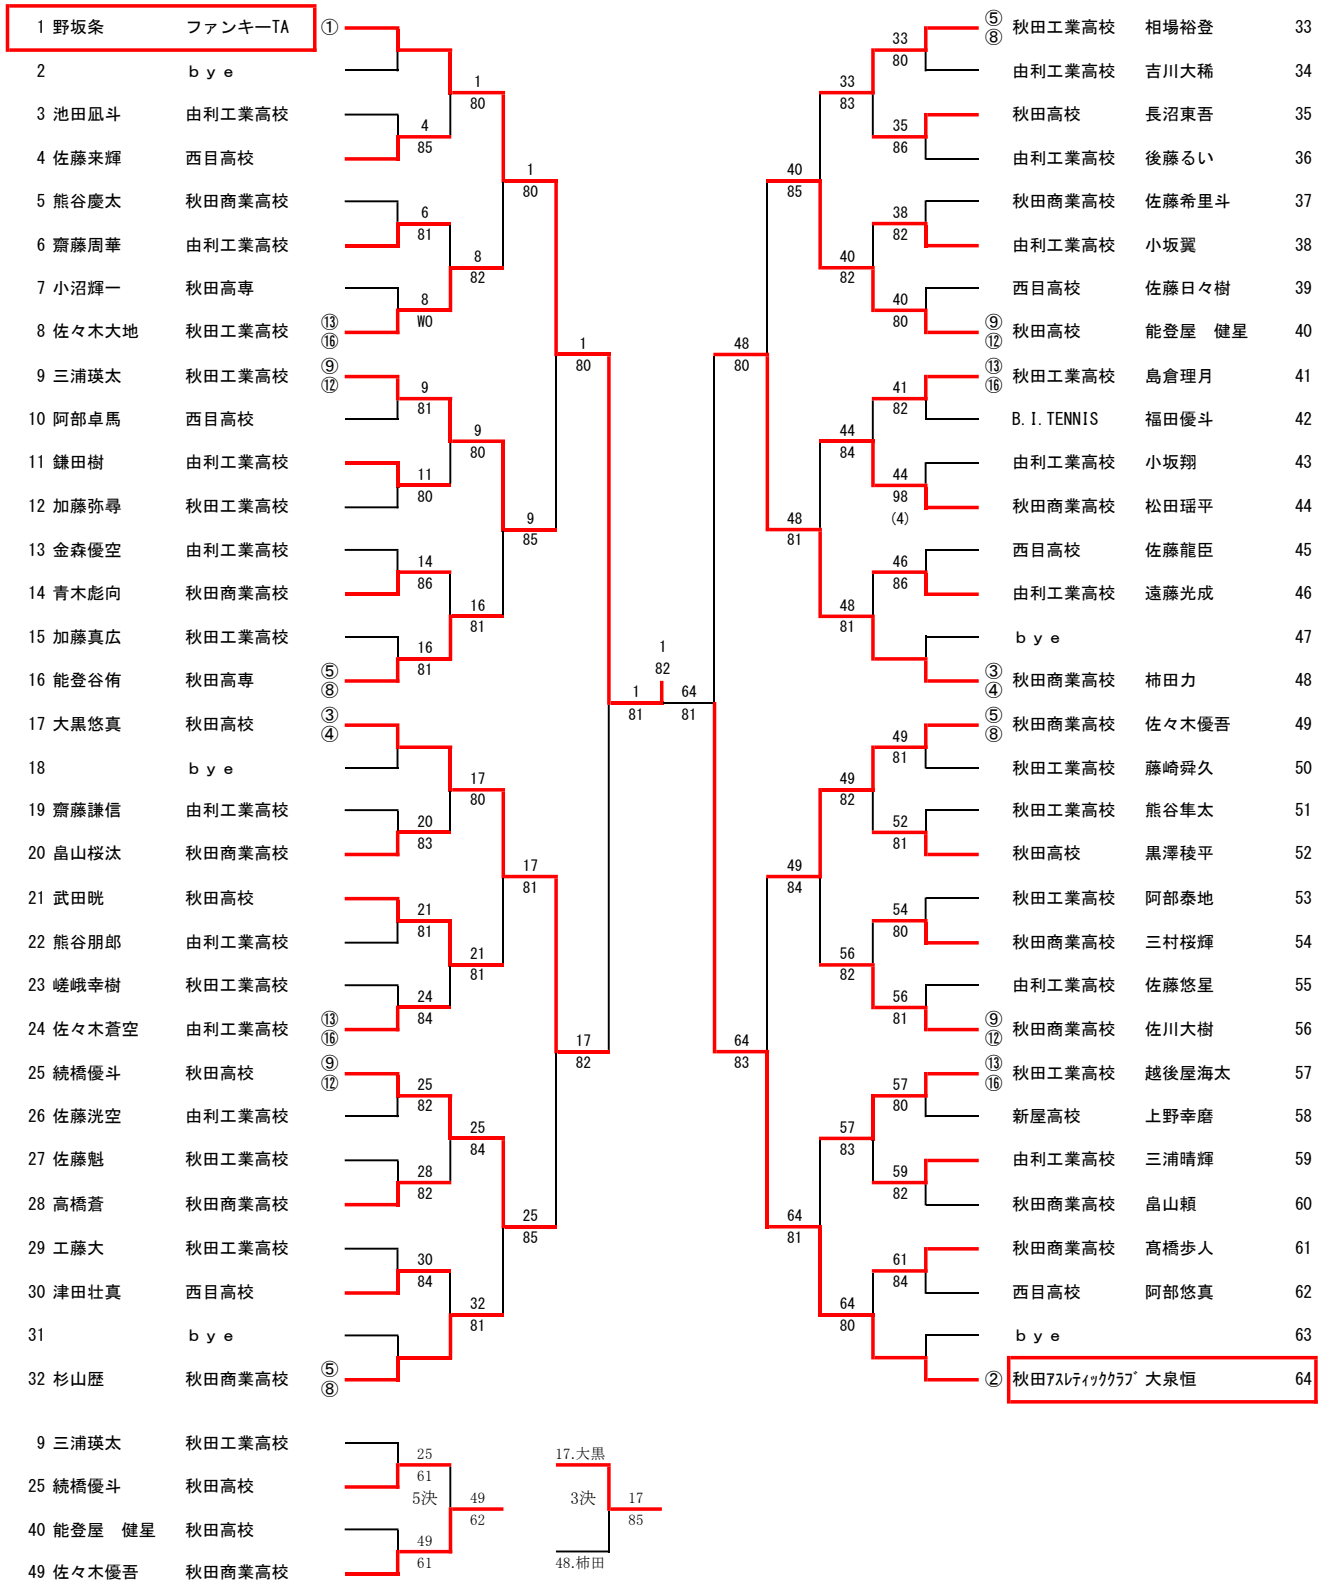 1 野坂条 ファンキーTA ①
2 ｂｙｅ
3 池田凪斗 由利工業高校
4 佐藤来輝 西目高校
5 熊谷慶太 秋田商業高校
6 齋藤周華 由利工業高校
7 小沼輝一 秋田高専
8 佐々木大地 秋田工業高校 ⑬⑯
9 三浦瑛太 秋田工業高校 ⑨⑫
10 阿部卓馬 西目高校
11 鎌田樹 由利工業高校
12 加藤弥尋 秋田工業高校
13 金森優空 由利工業高校
14 青木彪向 秋田商業高校
15 加藤真広 秋田工業高校
16 能登谷侑 秋田高専 ⑤⑧
17 大黒悠真 秋田高校 ③④
18 ｂｙｅ
19 齋藤謙信 由利工業高校
20 畠山桜汰 秋田商業高校
21 武田晄 秋田高校
22 熊谷朋郎 由利工業高校
23 嵯峨幸樹 秋田工業高校
24 佐々木蒼空 由利工業高校 ⑬⑯
25 続橋優斗 秋田高校 ⑨⑫
26 佐藤洸空 由利工業高校
27 佐藤魁 秋田工業高校
28 高橋蒼 秋田商業高校
29 工藤大 秋田工業高校
30 津田壮真 西目高校
31 ｂｙｅ
32 杉山歴 秋田商業高校 ⑤⑧
4 85
6 81
8 WO
9 81
11 80
14 86
16 81
20 83
21 81
24 84
25 82
28 82
30 84
1 80
8 82
9 80
16 81
17 80
21 81
25 84
32 81
1 80
9 85
17 81
25 85
1 80
17 82
1 81
1 82
64 81
48 80
64 83
40 85
48 81
49 84
64 81
33 83
40 82
44 84
48 81
49 82
56 82
57 83
64 80
33 80
35 86
38 82
40 80
41 82
44 98 (4)
46 86
49 81
52 81
54 80
56 81
57 80
59 82
61 84
⑤⑧ 秋田工業高校 相場裕登 33
由利工業高校 吉川大稀 34
秋田高校 長沼東吾 35
由利工業高校 後藤るい 36
秋田商業高校 佐藤希里斗 37
由利工業高校 小坂翼 38
西目高校 佐藤日々樹 39
⑨⑫ 秋田高校 能登屋　健星 40
⑬⑯ 秋田工業高校 島倉理月 41
B.I.TENNIS 福田優斗 42
由利工業高校 小坂翔 43
秋田商業高校 松田瑶平 44
西目高校 佐藤龍臣 45
由利工業高校 遠藤光成 46
ｂｙｅ 47
③④ 秋田商業高校 柿田力 48
⑤⑧ 秋田商業高校 佐々木優吾 49
秋田工業高校 藤崎舜久 50
秋田工業高校 熊谷隼太 51
秋田高校 黒澤稜平 52
秋田工業高校 阿部泰地 53
秋田商業高校 三村桜輝 54
由利工業高校 佐藤悠星 55
⑨⑫ 秋田商業高校 佐川大樹 56
⑬⑯ 秋田工業高校 越後屋海太 57
新屋高校 上野幸磨 58
由利工業高校 三浦晴輝 59
秋田商業高校 畠山頼 60
秋田商業高校 髙橋歩人 61
西目高校 阿部悠真 62
ｂｙｅ 63
② 秋田ｱｽﾚﾃｨｯｸｸﾗﾌﾞ 大泉恒 64
9 三浦瑛太 秋田工業高校
25 続橋優斗 秋田高校
40 能登屋　健星 秋田高校
49 佐々木優吾 秋田商業高校
25 61
5決
49 62
49 61
17.大黒
3決
17 85
48.柿田